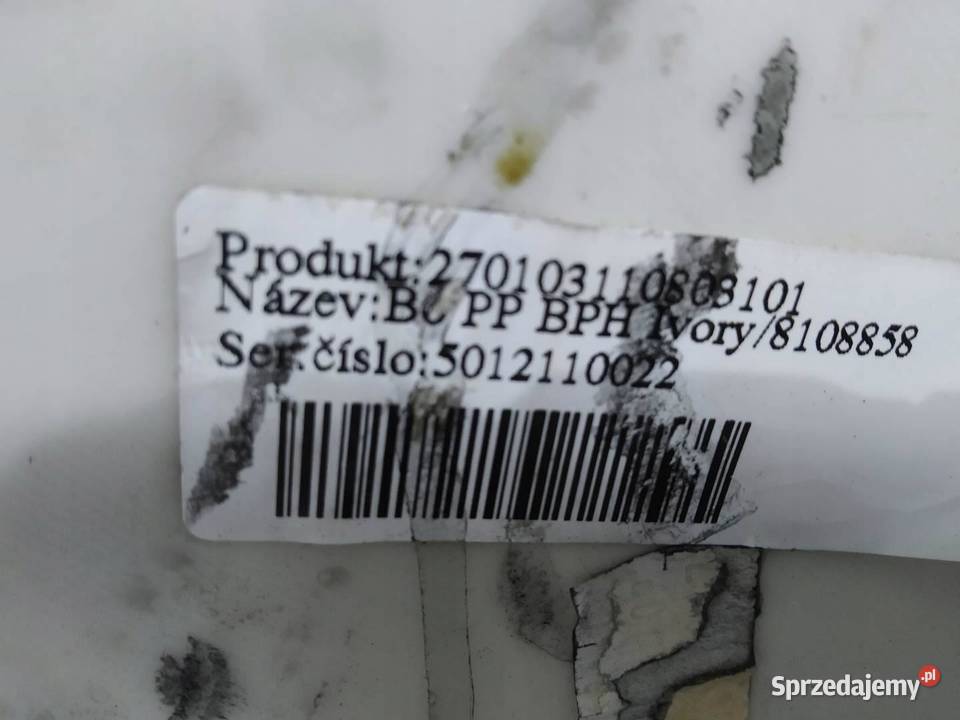 Produkt:270103110803101
Název: PP BPH Ivory/8108858
Ser.číslo:5012110022
Sprzedajemy.pl